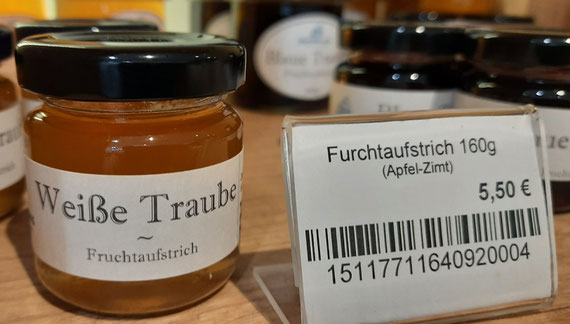 Weiße Traube
~
Fruchtaufstrich
Furchtaufstrich 160g
(Apfel-Zimt)
5,50 €
15117711640920004